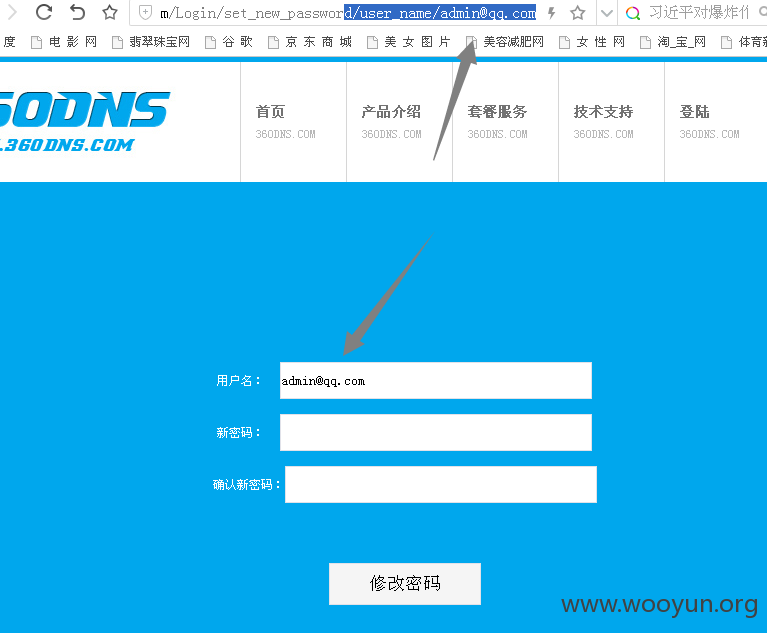 m/Login/set_new_password/user_name/admin@qq.com 习近平对爆炸作
度 电 影 网 翡翠珠宝网 谷 歌 京 东 商 城 美 女 图 片 美容减肥网 女 性 网 淘_宝_网 体育新
60DNS
.360DNS.COM
首页 产品介绍 套餐服务 技术支持 登陆
360DNS.COM 360DNS.COM 360DNS.COM 360DNS.COM 360DNS.COM
用户名： admin@qq.com
新密码：
确认新密码：
修改密码
www.wooyun.org